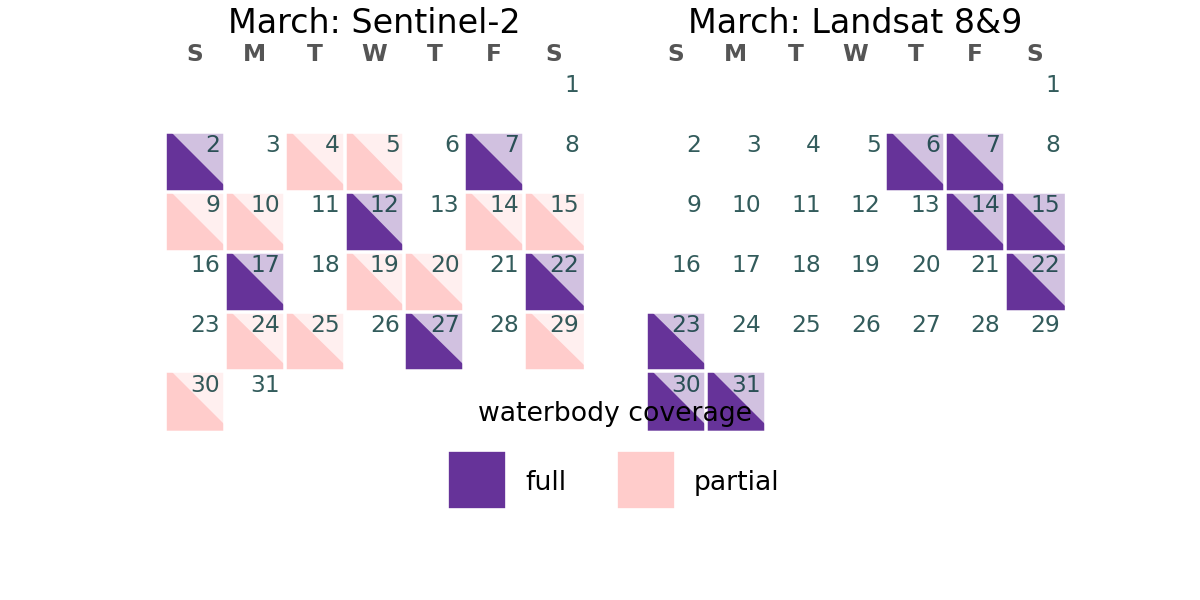 March: Sentinel-2
S M T W T F S
1
2 3 4 5 6 7 8
9 10 11 12 13 14 15
16 17 18 19 20 21 22
23 24 25 26 27 28 29
30 31
March: Landsat 8&9
S M T W T F S
1
2 3 4 5 6 7 8
9 10 11 12 13 14 15
16 17 18 19 20 21 22
23 24 25 26 27 28 29
30 31
waterbody coverage
full partial